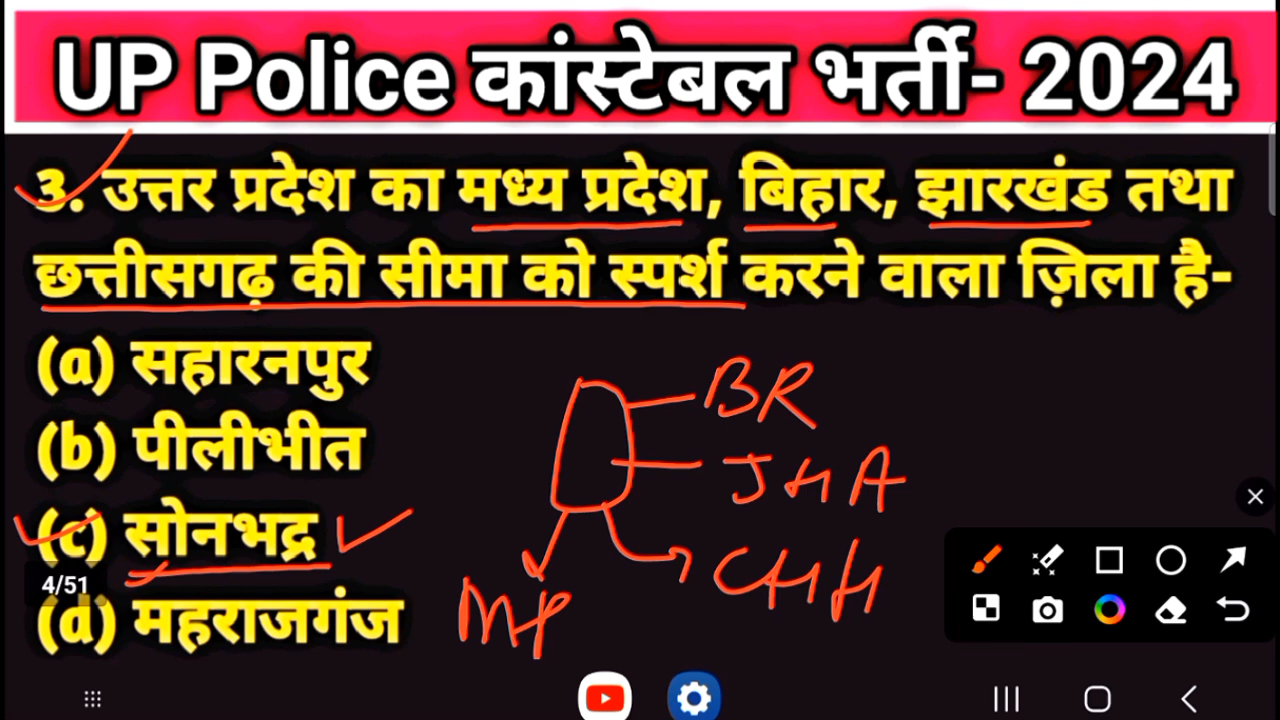 UP Police कांस्टेबल भर्ती- 2024
3. उत्तर प्रदेश का मध्य प्रदेश, बिहार, झारखंड तथा
छत्तीसगढ़ की सीमा को स्पर्श करने वाला ज़िला है-
(a) सहारनपुर
(b) पीलीभीत
(c) सोनभद्र
4/51
(d) महराजगंज
BR
JHA
CHH
MP